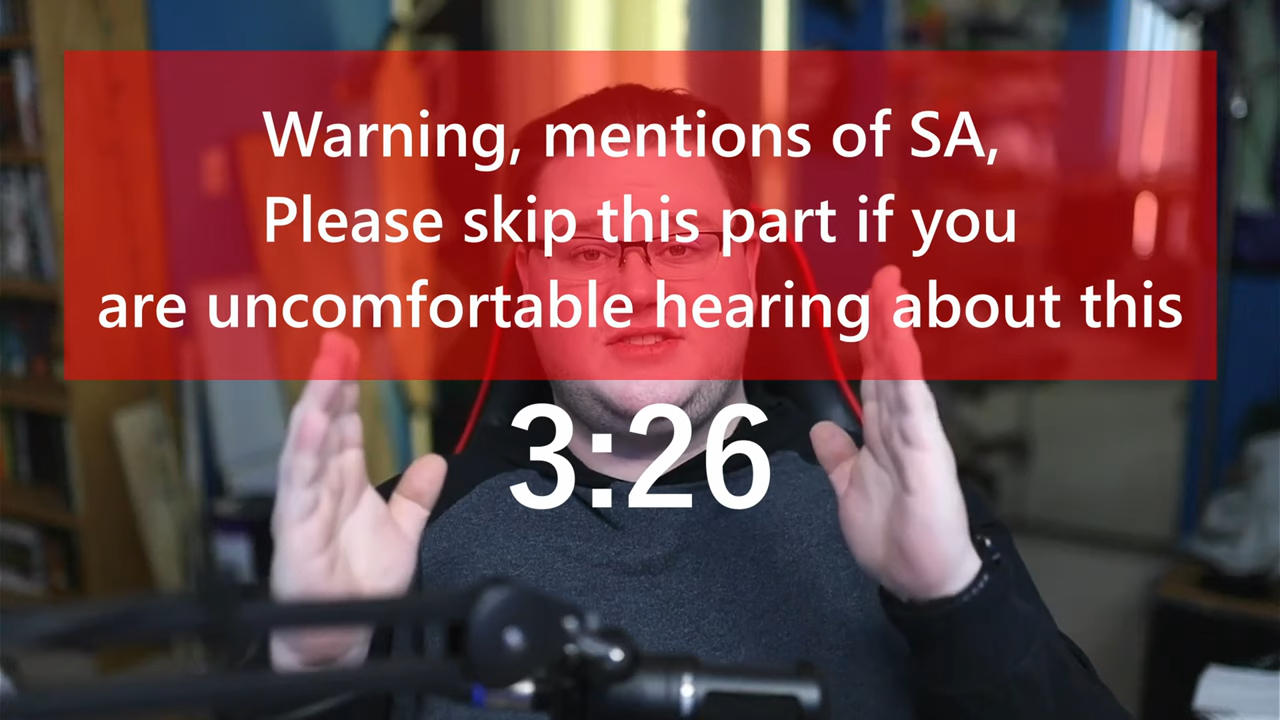 Warning, mentions of SA,
Please skip this part if you
are uncomfortable hearing about this
3:26